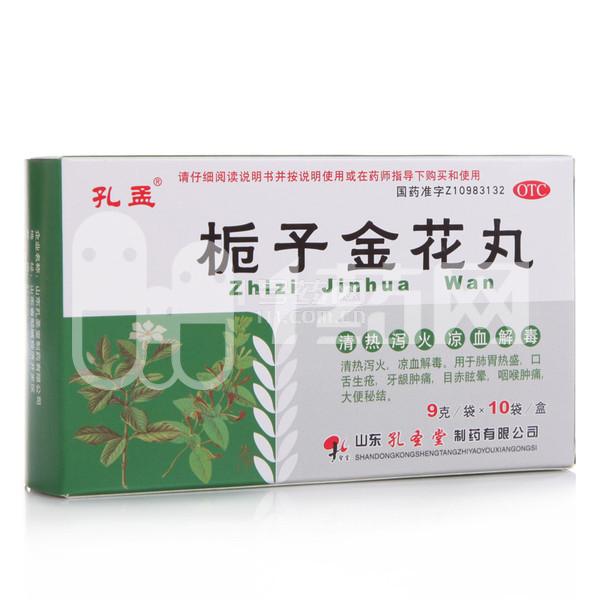 孔孟®
请仔细阅读说明书并按说明使用或在药师指导下购买和使用
国药准字Z10983132 OTC
栀子金花丸
Zhizi Jinhua Wan
清热泻火凉血解毒
清热泻火，凉血解毒。用于肺胃热盛，口
舌生疮，牙龈肿痛，目赤眩晕，咽喉肿痛，
大便秘结。
9克/袋×10袋/盒
山东孔圣堂制药有限公司
SHANDONGKONGSHENGTANGZHIYAOYOUXIANGONGSI